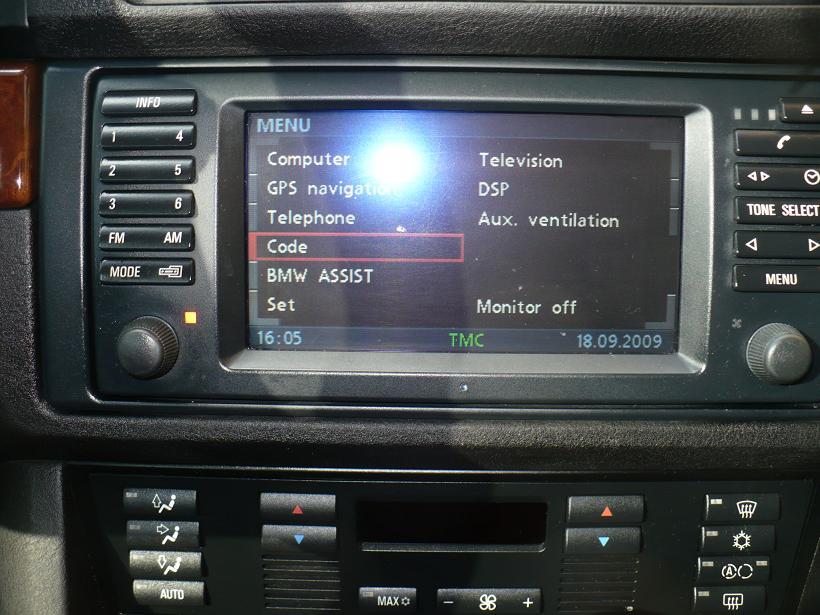 INFO
1 4
2 5
3 6
FM AM
MODE
MENU
Computer
GPS navigation
Telephone
Code
BMW ASSIST
Set
Television
DSP
Aux. ventilation
Monitor off
16:05
TMC
18.09.2009
TONE SELECT
MENU
AUTO
MAX
- +
A